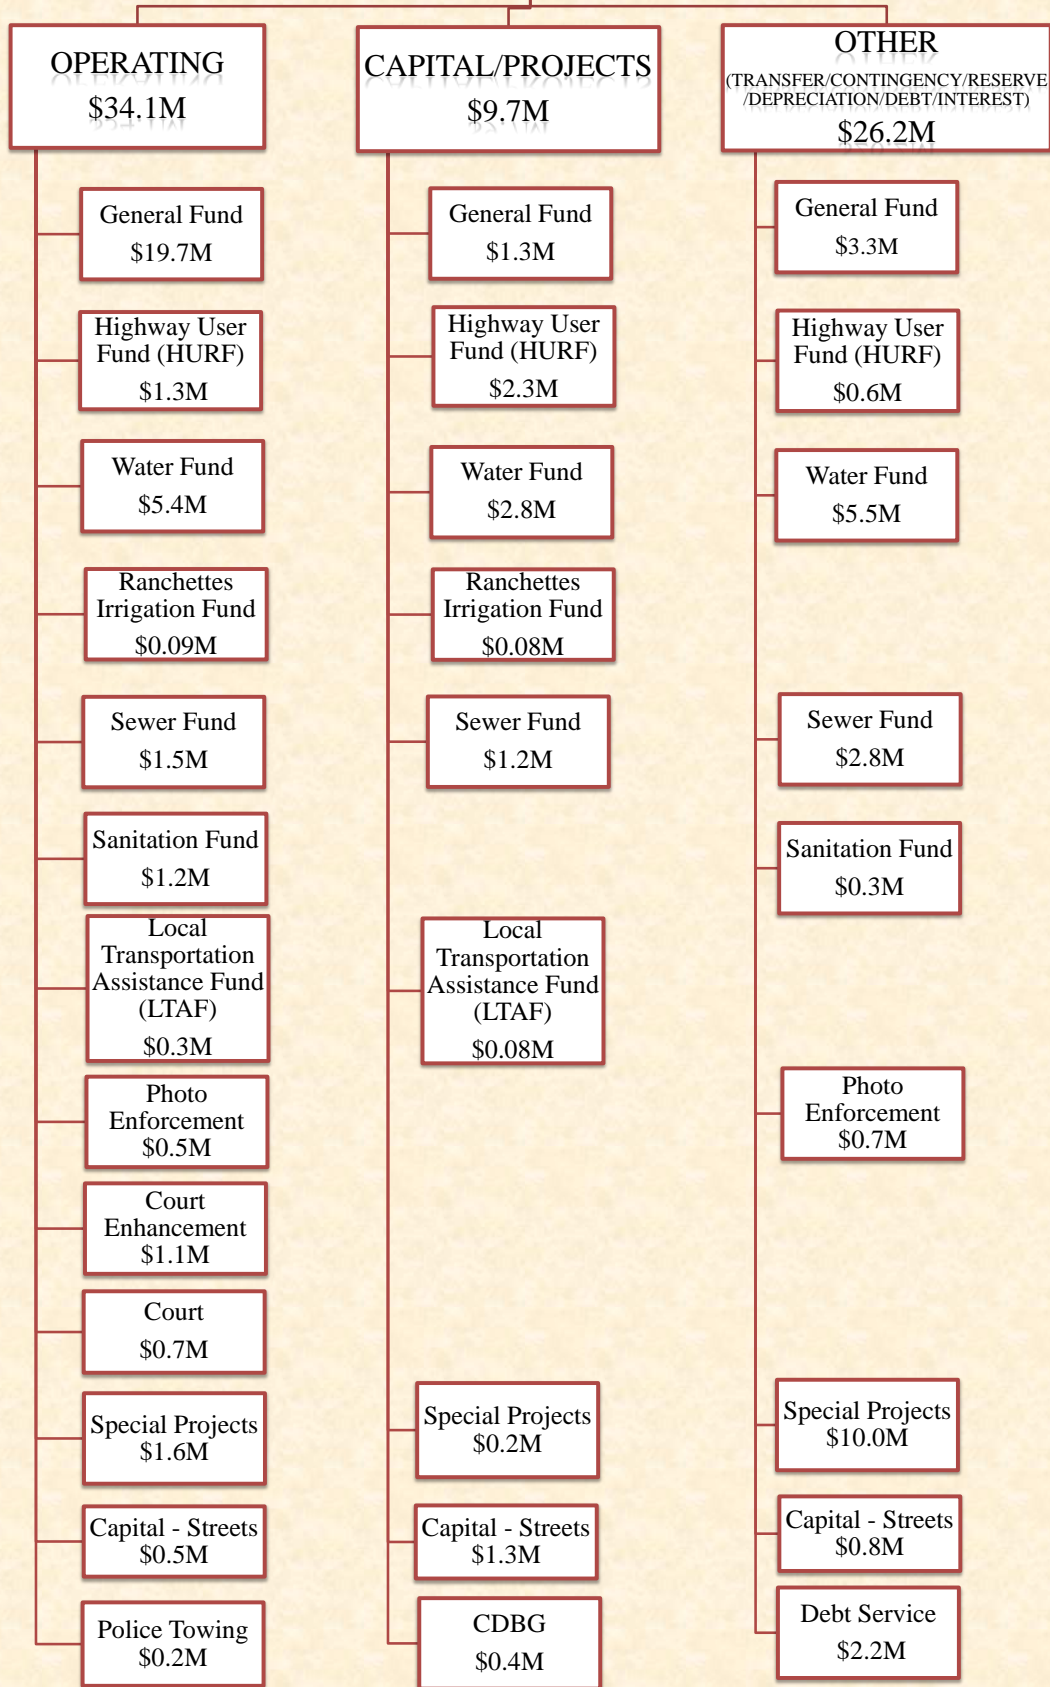 OPERATING
$34.1M
General Fund
$19.7M
Highway User
Fund (HURF)
$1.3M
Water Fund
$5.4M
Ranchettes
Irrigation Fund
$0.09M
Sewer Fund
$1.5M
Sanitation Fund
$1.2M
Local
Transportation
Assistance Fund
(LTAF)
$0.3M
Photo
Enforcement
$0.5M
Court
Enhancement
$1.1M
Court
$0.7M
Special Projects
$1.6M
Capital - Streets
$0.5M
Police Towing
$0.2M
CAPITAL/PROJECTS
$9.7M
General Fund
$1.3M
Highway User
Fund (HURF)
$2.3M
Water Fund
$2.8M
Ranchettes
Irrigation Fund
$0.08M
Sewer Fund
$1.2M
Local
Transportation
Assistance Fund
(LTAF)
$0.08M
Special Projects
$0.2M
Capital - Streets
$1.3M
CDBG
$0.4M
OTHER
(TRANSFER/CONTINGENCY/RESERVE
/DEPRECIATION/DEBT/INTEREST)
$26.2M
General Fund
$3.3M
Highway User
Fund (HURF)
$0.6M
Water Fund
$5.5M
Sewer Fund
$2.8M
Sanitation Fund
$0.3M
Photo
Enforcement
$0.7M
Special Projects
$10.0M
Capital - Streets
$0.8M
Debt Service
$2.2M